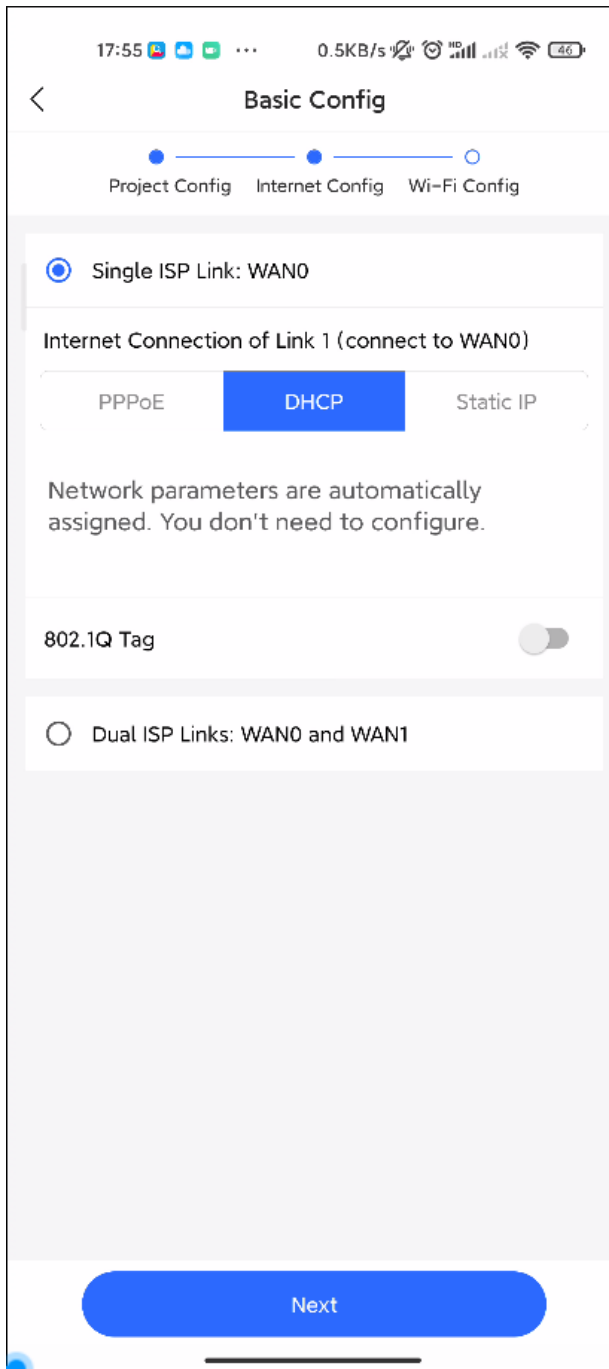 17:55 ... 0.5KB/s HD 46
Basic Config
Project Config Internet Config Wi-Fi Config
Single ISP Link: WAN0
Internet Connection of Link 1 (connect to WAN0)
PPPoE DHCP Static IP
Network parameters are automatically
assigned. You don't need to configure.
802.1Q Tag
Dual ISP Links: WAN0 and WAN1
Next